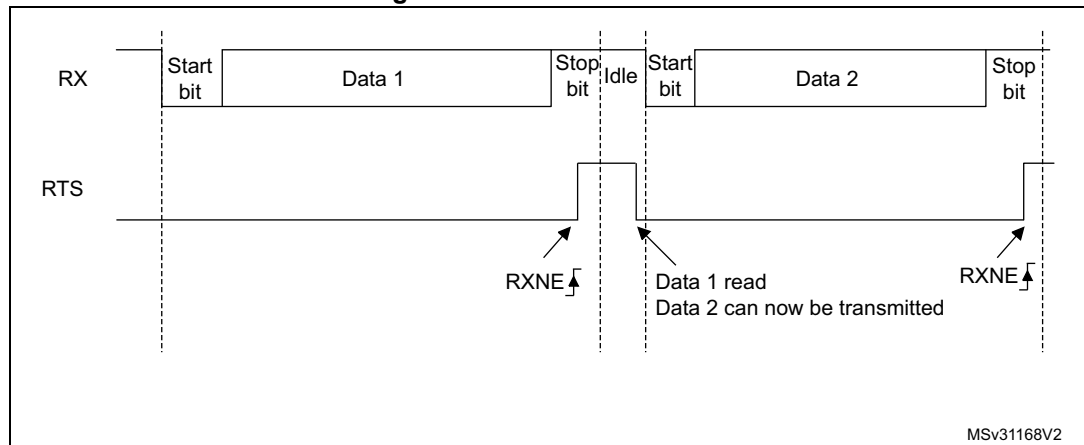 RX
Start bit
Data 1
Stop bit
Idle
Start bit
Data 2
Stop bit
RTS
RXNE
Data 1 read
Data 2 can now be transmitted
RXNE
MSv31168V2